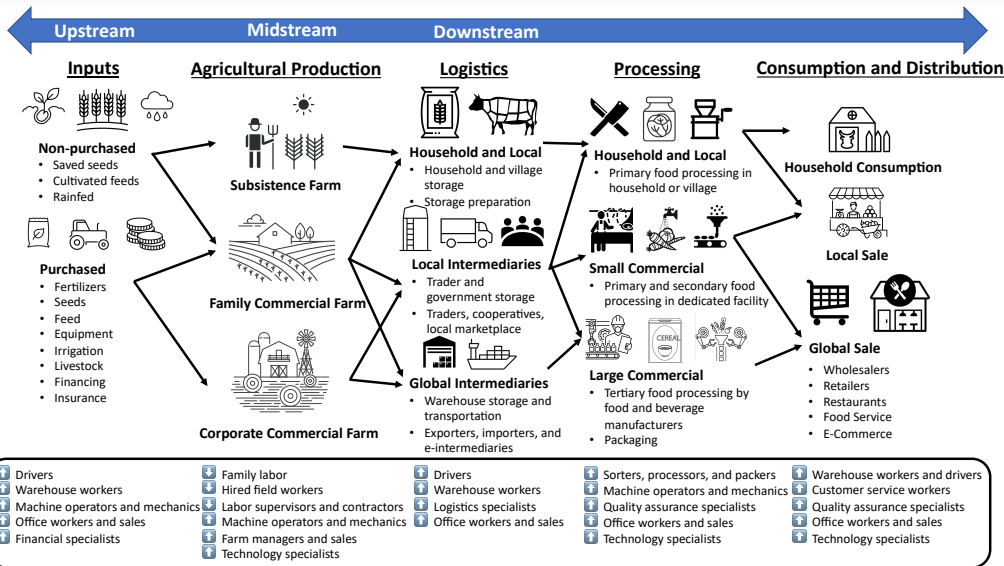 Upstream
Midstream
Downstream
Inputs
Agricultural Production
Logistics
Processing
Consumption and Distribution
Non-purchased
• Saved seeds
• Cultivated feeds
• Rainfed
Purchased
• Fertilizers
• Seeds
• Feed
• Equipment
• Irrigation
• Livestock
• Financing
• Insurance
Subsistence Farm
Family Commercial Farm
Corporate Commercial Farm
Household and Local
• Household and village
storage
• Storage preparation
Local Intermediaries
• Trader and
government storage
• Traders, cooperatives,
local marketplace
Global Intermediaries
• Warehouse storage and
transportation
• Exporters, importers, and
e-intermediaries
Household and Local
• Primary food processing in
household or village
Small Commercial
• Primary and secondary food
processing in dedicated facility
CEREAL
Large Commercial
• Tertiary food processing by
food and beverage
manufacturers
• Packaging
Household Consumption
Local Sale
Global Sale
• Wholesalers
• Retailers
• Restaurants
• Food Service
• E-Commerce
⬆ Drivers
⬆ Warehouse workers
⬆ Machine operators and mechanics
⬆ Office workers and sales
⬆ Financial specialists
⬇ Family labor
⬇ Hired field workers
⬇ Labor supervisors and contractors
⬆ Machine operators and mechanics
⬆ Farm managers and sales
⬆ Technology specialists
⬆ Drivers
⬆ Warehouse workers
⬆ Logistics specialists
⬆ Office workers and sales
⬆ Sorters, processors, and packers
⬆ Machine operators and mechanics
⬆ Quality assurance specialists
⬆ Office workers and sales
⬆ Technology specialists
⬆ Warehouse workers and drivers
⬆ Customer service workers
⬆ Quality assurance specialists
⬆ Office workers and sales
⬆ Technology specialists